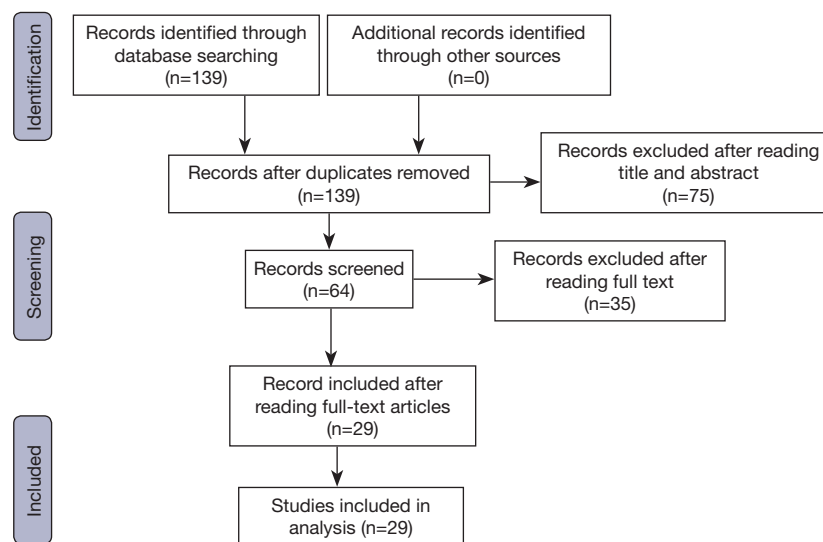 Identification
Records identified through
database searching
(n=139)
Additional records identified
through other sources
(n=0)
Records after duplicates removed
(n=139)
Records excluded after reading
title and abstract
(n=75)
Screening
Records screened
(n=64)
Records excluded after
reading full text
(n=35)
Record included after
reading full-text articles
(n=29)
Included
Studies included in
analysis (n=29)